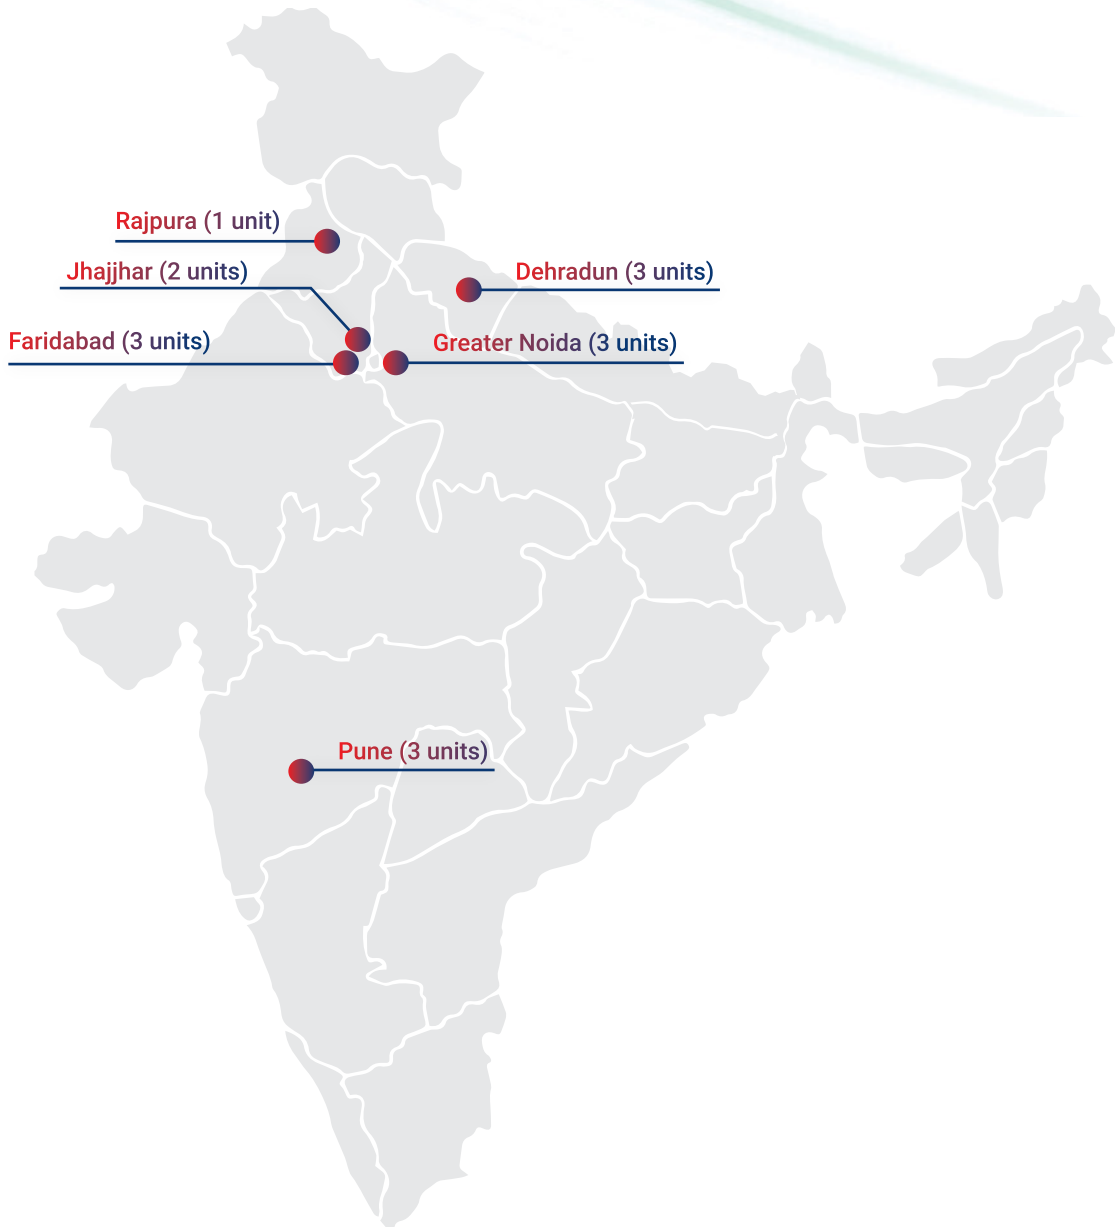 Rajpura (1 unit)
Jhajjhar (2 units)
Dehradun (3 units)
Faridabad (3 units)
Greater Noida (3 units)
Pune (3 units)